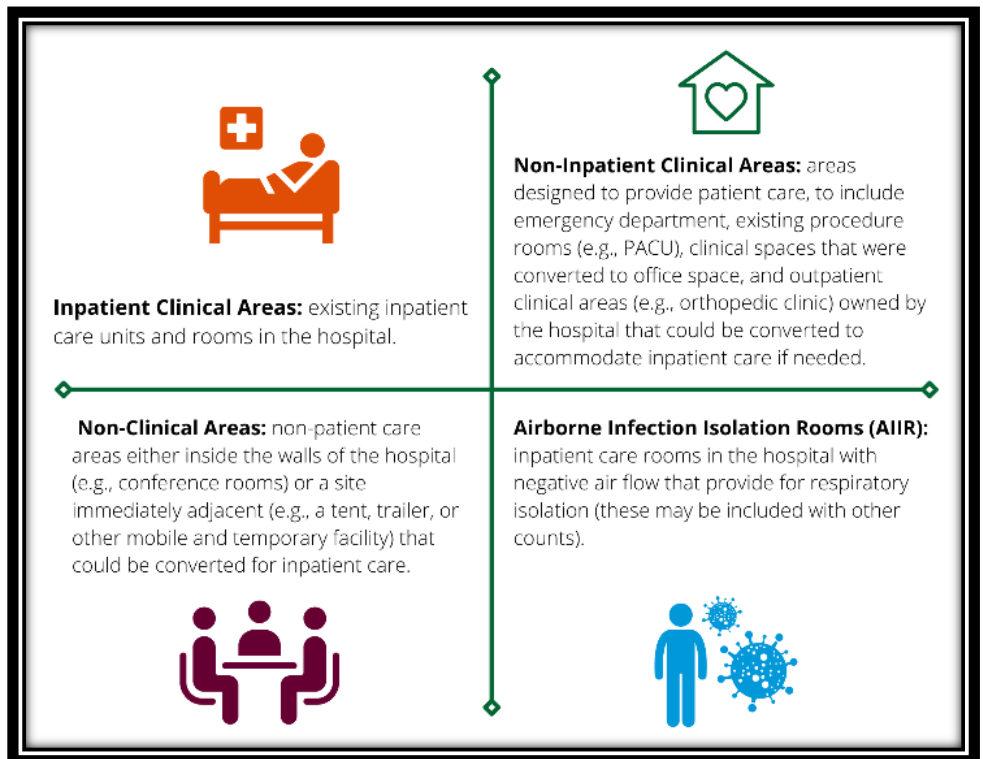 Inpatient Clinical Areas: existing inpatient
care units and rooms in the hospital.
Non-Inpatient Clinical Areas: areas
designed to provide patient care, to include
emergency department, existing procedure
rooms (e.g., PACU), clinical spaces that were
converted to office space, and outpatient
clinical areas (e.g., orthopedic clinic) owned by
the hospital that could be converted to
accommodate inpatient care if needed.
Non-Clinical Areas: non-patient care
areas either inside the walls of the hospital
(e.g., conference rooms) or a site
immediately adjacent (e.g., a tent, trailer, or
other mobile and temporary facility) that
could be converted for inpatient care.
Airborne Infection Isolation Rooms (AIIR):
inpatient care rooms in the hospital with
negative air flow that provide for respiratory
isolation (these may be included with other
counts).